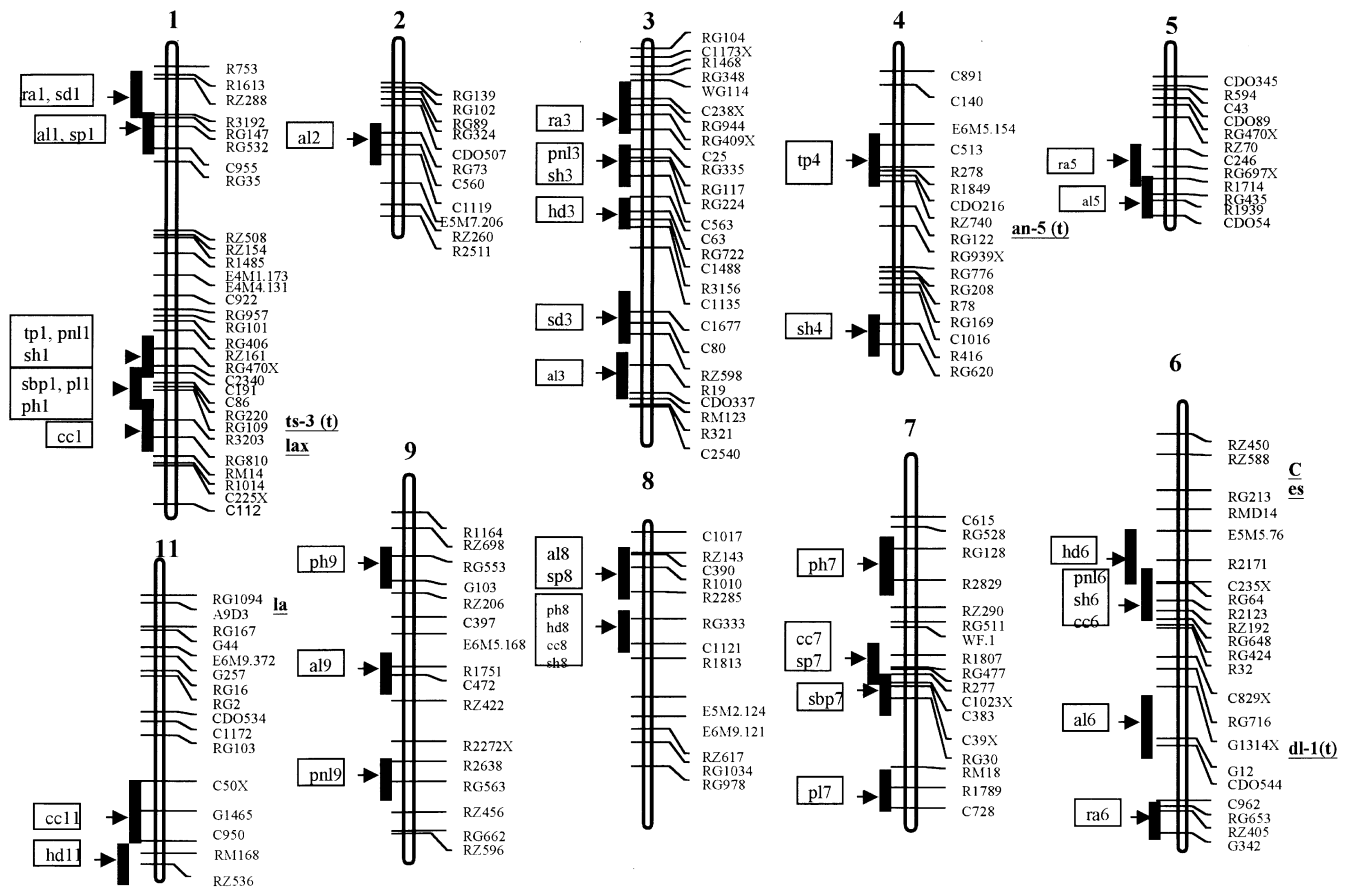 1
ra1, sd1
al1, sp1
tp1, pnl1
sh1
sbp1, pl1
ph1
cc1
R753
R1613
RZ288
R3192
RG147
RG532
C955
RG35
RZ508
RZ154
R1485
E4M1.173
E4M4.131
C922
RG957
RG101
RG406
RZ161
RG470X
C2340
C191
C86
RG220
RG109
R3203
RG810
RM14
R1014
C225X
C112
ts-3 (t)
lax
2
al2
RG139
RG102
RG89
RG324
CDO507
RG73
C560
C1119
E5M7.206
RZ260
R2511
3
ra3
pnl3
sh3
hd3
sd3
al3
RG104
C1173X
R1468
RG348
WG114
C238X
RG944
RG409X
C25
RG335
RG117
RG224
C563
C63
RG722
C1488
R3156
C1135
C1677
C80
RZ598
R19
CDO337
RM123
R321
C2540
4
tp4
sh4
C891
C140
E6M5.154
C513
R278
R1849
CDO216
RZ740
RG122
RG939X
RG776
RG208
R78
RG169
C1016
R416
RG620
an-5 (t)
5
ra5
al5
CDO345
R594
C43
CDO89
RG470X
RZ70
C246
RG697X
R1714
RG435
R1939
CDO54
6
hd6
pnl6
sh6
cc6
al6
ra6
RZ450
RZ588
RG213
RMD14
E5M5.76
R2171
C235X
RG64
R2123
RZ192
RG648
RG424
R32
C829X
RG716
G1314X
G12
CDO544
C962
RG653
RZ405
G342
C
es
dl-1(t)
11
cc11
hd11
RG1094
A9D3
RG167
G44
E6M9.372
G257
RG16
RG2
CDO534
C1172
RG103
C50X
G1465
C950
RM168
RZ536
la
9
ph9
al9
pnl9
R1164
RZ698
RG553
G103
RZ206
C397
E6M5.168
R1751
C472
RZ422
R2272X
R2638
RG563
RZ456
RG662
RZ596
8
al8
sp8
ph8
hd8
cc8
sh8
C1017
RZ143
C390
R1010
R2285
RG333
C1121
R1813
E5M2.124
E6M9.121
RZ617
RG1034
RG978
7
ph7
cc7
sp7
sbp7
pl7
C615
RG528
RG128
R2829
RZ290
RG511
WF.1
R1807
RG477
R277
C1023X
C383
C39X
RG30
RM18
R1789
C728